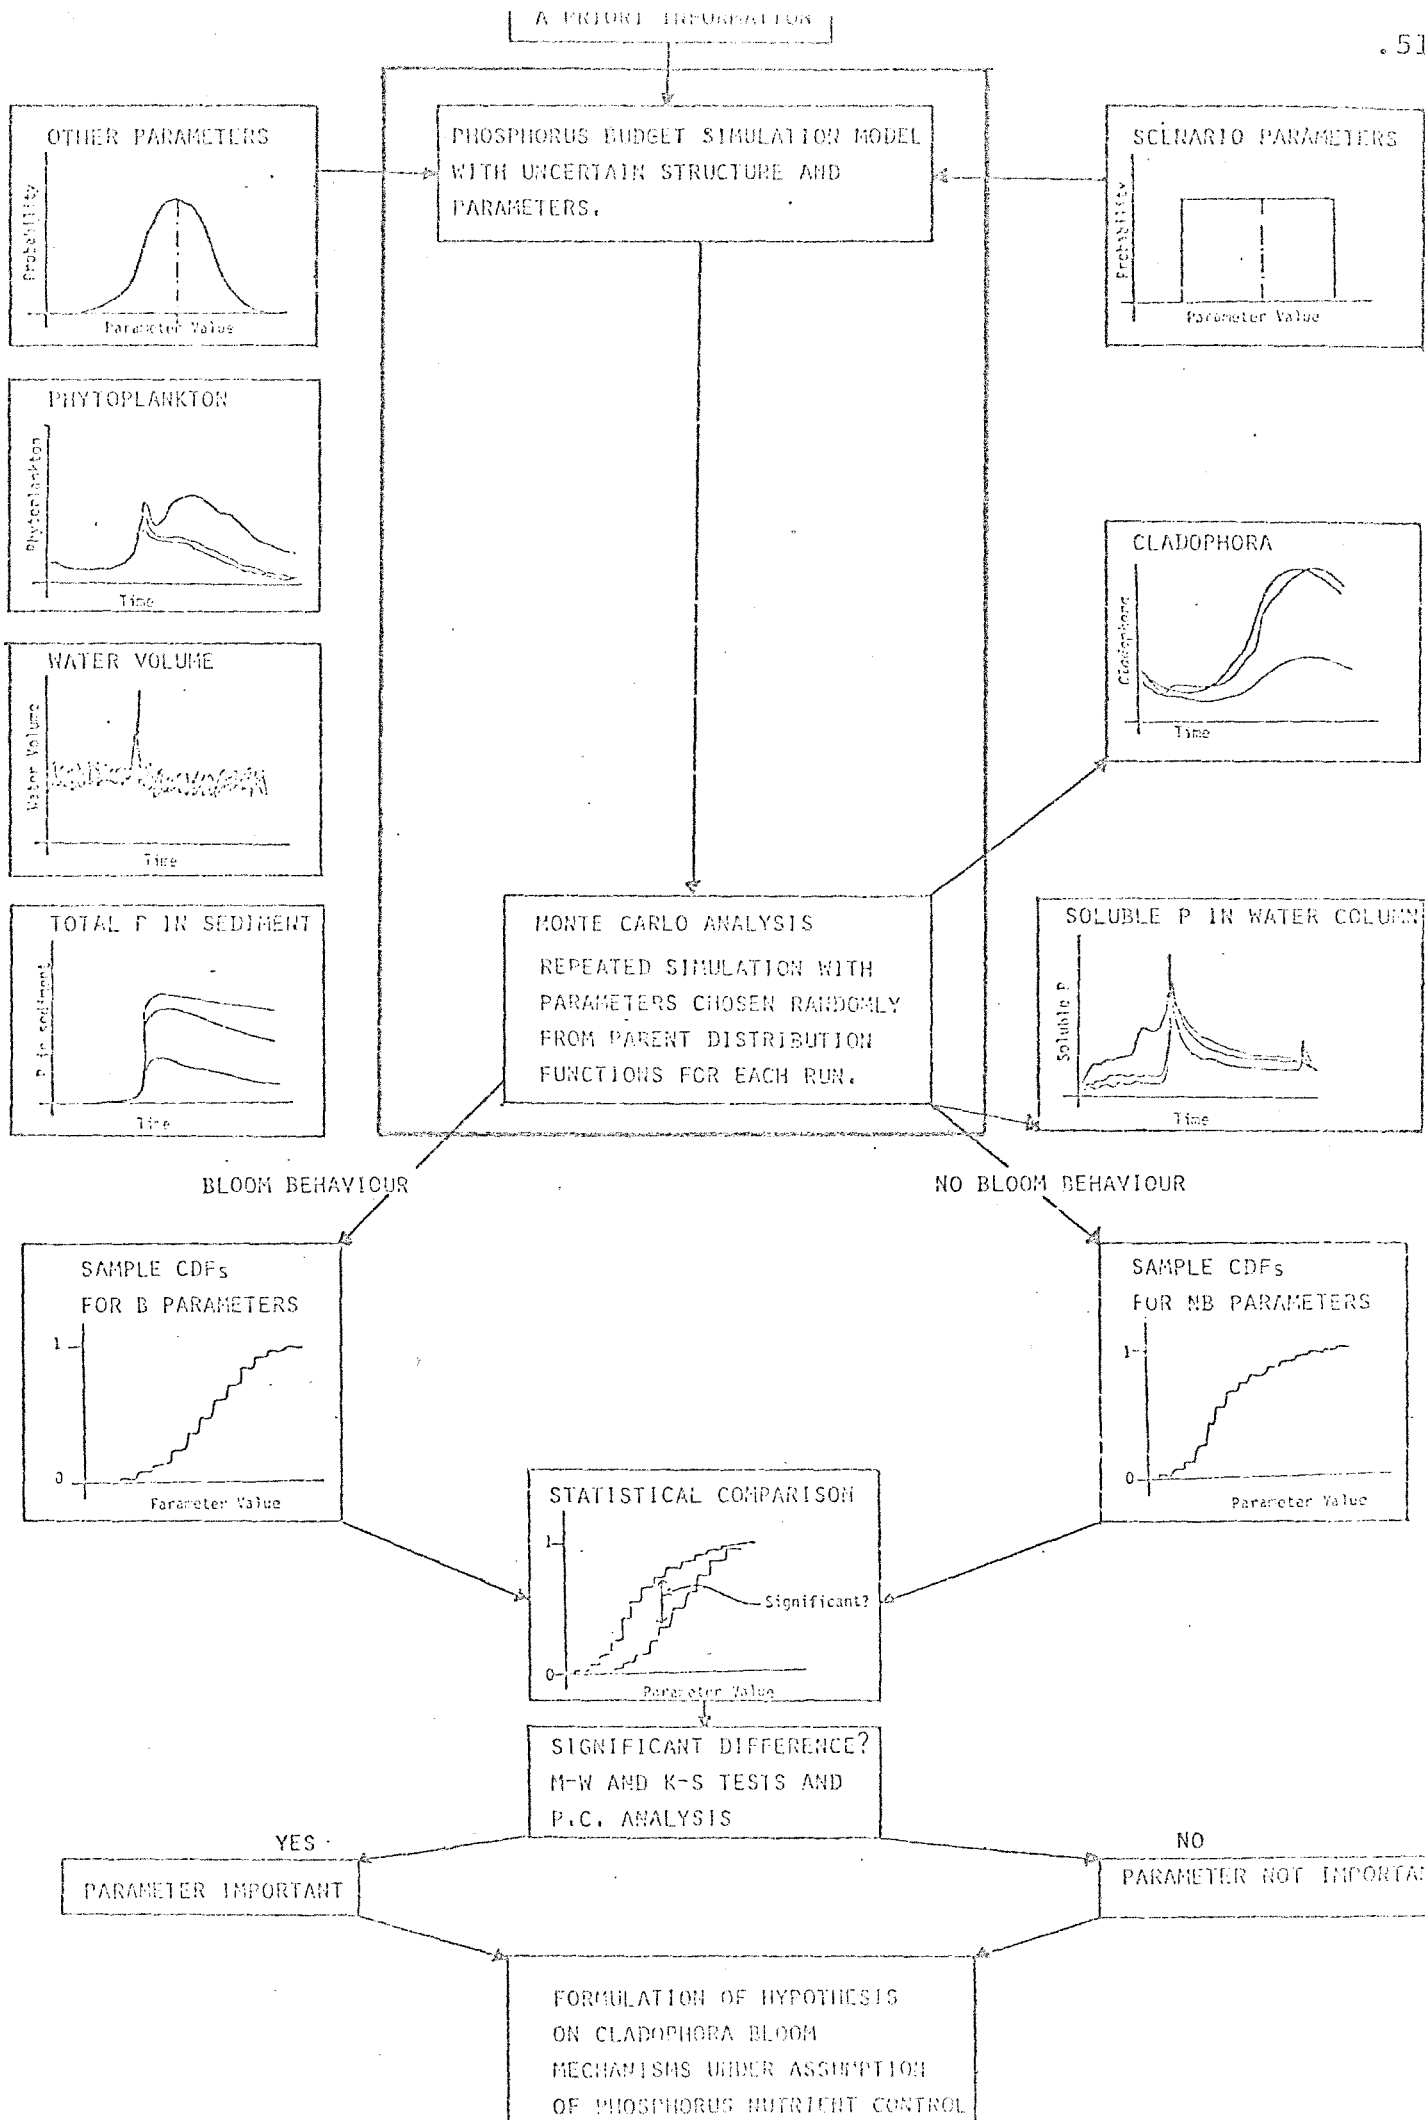 A PRIORI INFORMATION
.51
OTHER PARAMETERS
Probability
Parameter Value
PHOSPHORUS BUDGET SIMULATION MODEL
WITH UNCERTAIN STRUCTURE AND
PARAMETERS.
SCENARIO PARAMETERS
Probability
Parameter Value
PHYTOPLANKTON
Phytoplankton
Time
CLADOPHORA
Cladophora
Time
WATER VOLUME
Water Volume
Time
TOTAL P IN SEDIMENT
P in sediment
Time
MONTE CARLO ANALYSIS
REPEATED SIMULATION WITH
PARAMETERS CHOSEN RANDOMLY
FROM PARENT DISTRIBUTION
FUNCTIONS FOR EACH RUN.
SOLUBLE P IN WATER COLUMN
Soluble P
Time
BLOOM BEHAVIOUR
NO BLOOM BEHAVIOUR
SAMPLE CDFs
FOR B PARAMETERS
1
0
Parameter Value
SAMPLE CDFs
FOR NB PARAMETERS
1
0
Parameter Value
STATISTICAL COMPARISON
1
Significant?
0
Parameter Value
SIGNIFICANT DIFFERENCE?
M-W AND K-S TESTS AND
P.C. ANALYSIS
YES
NO
PARAMETER IMPORTANT
PARAMETER NOT IMPORTA
FORMULATION OF HYPOTHESIS
ON CLADOPHORA BLOOM
MECHANISMS UNDER ASSUMPTION
OF PHOSPHORUS NUTRIENT CONTROL